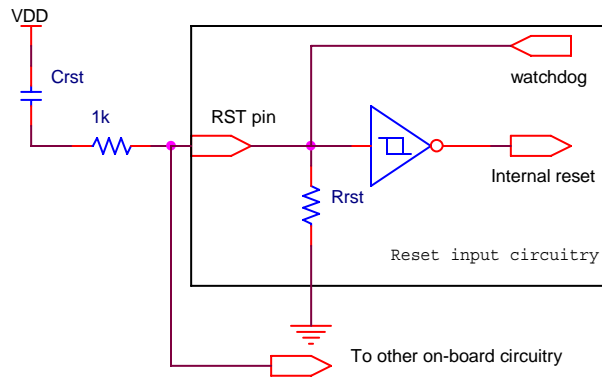 VDD
Crst
watchdog
1k
RST pin
Internal reset
Rrst
Reset input circuitry
To other on-board circuitry